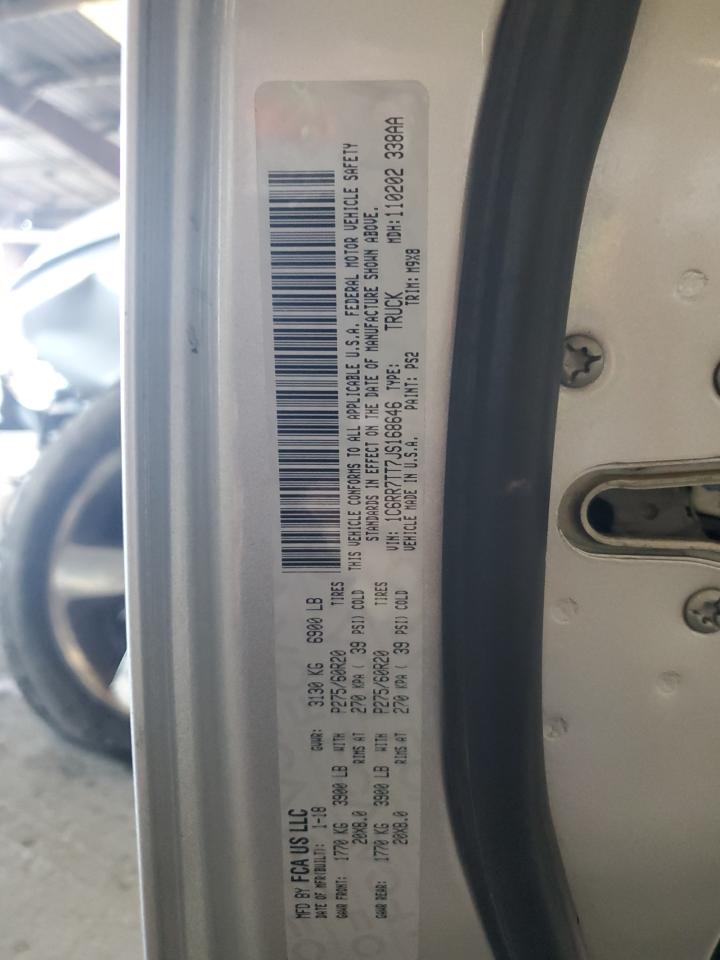 MFD BY FCA US LLC
DATE OF MFR(BUILT): 1-18 GVWR: 3130 KG 6900 LB
GAWR FRONT: 1770 KG 3900 LB WITH P275/60R20 TIRES
20X8.0 RIMS AT 270 KPA ( 39 PSI) COLD
GAWR REAR: 1770 KG 3900 LB WITH P275/60R20 TIRES
20X8.0 RIMS AT 270 KPA ( 39 PSI) COLD
THIS VEHICLE CONFORMS TO ALL APPLICABLE U.S.A. FEDERAL MOTOR VEHICLE SAFETY
STANDARDS IN EFFECT ON THE DATE OF MANUFACTURE SHOWN ABOVE.
VIN: 1C6RR7TT7JS168646 TYPE: TRUCK MDH: 110202 338AA
VEHICLE MADE IN U.S.A. PAINT: PS2 TRIM: M9X8